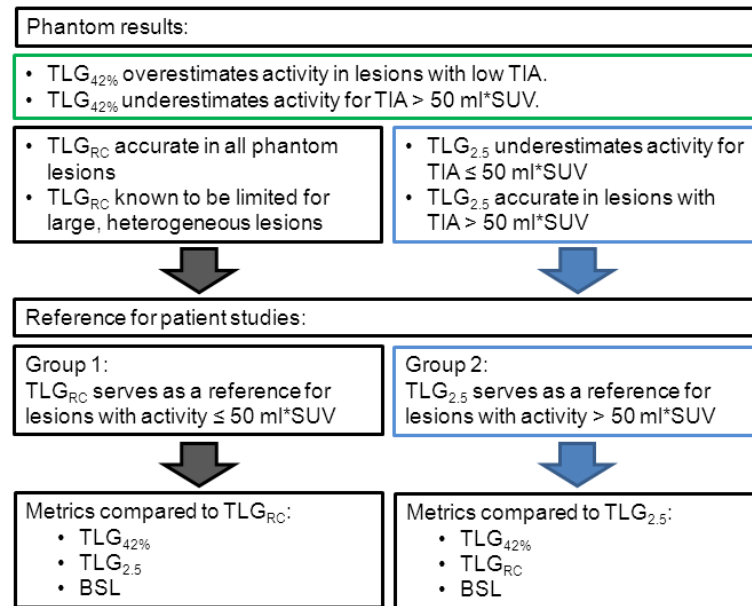 Phantom results:
• TLG42% overestimates activity in lesions with low TIA.
• TLG42% underestimates activity for TIA > 50 ml*SUV.
• TLGRC accurate in all phantom
lesions
• TLGRC known to be limited for
large, heterogeneous lesions
• TLG2.5 underestimates activity for
TIA ≤ 50 ml*SUV
• TLG2.5 accurate in lesions with
TIA > 50 ml*SUV
Reference for patient studies:
Group 1:
TLGRC serves as a reference for
lesions with activity ≤ 50 ml*SUV
Group 2:
TLG2.5 serves as a reference for
lesions with activity > 50 ml*SUV
Metrics compared to TLGRC:
• TLG42%
• TLG2.5
• BSL
Metrics compared to TLG2.5:
• TLG42%
• TLGRC
• BSL